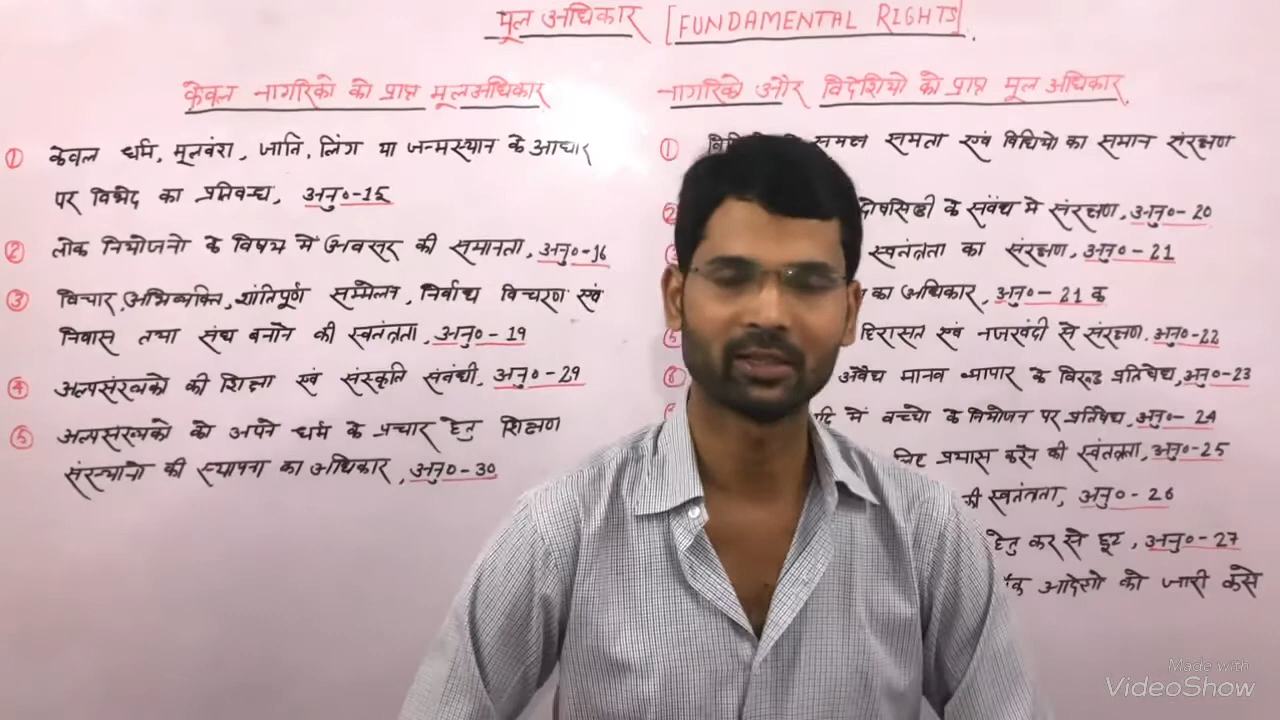 मूल अधिकार [FUNDAMENTAL RIGHTS].
केवल नागरिको को प्राप्त मूलअधिकार
① केवल धर्म, मूलवंश, जाति, लिंग या जन्मस्थान के आधार
पर विभेद का प्रतिबन्ध, अनु०-15
② लोक नियोजनो के विषय में अवसर की समानता, अनु०-16
③ विचार, अभिव्यक्ति, शांतिपूर्ण सम्मेलन, निर्बाध विचरण एवं
निवास तथा संघ बनाने की स्वतंत्रता, अनु०-19
④ अल्पसंख्यको की शिक्षा एवं संस्कृति संबंधी, अनु०-29
⑤ अल्पसंख्यको को अपने धर्म के प्रचार हेतु शिक्षण
संस्थानो की स्थापना का अधिकार, अनु०-30
नागरिको और विदेशियो को प्राप्त मूल अधिकार
① समक्ष समता एवं विधियो का समान संरक्षण
दोषसिद्धी के संबंध मे संरक्षण, अनु०-20
स्वतंत्रता का संरक्षण, अनु०-21
का अधिकार, अनु०-21 क
हिरासत एवं नजरबंदी से संरक्षण, अनु०-22
अवैध मानव व्यापार के विरूद्ध प्रतिषेध, अनु०-23
में बच्चो के नियोजन पर प्रतिषेध, अनु०-24
लिए प्रयास करने की स्वंतत्रता, अनु०-25
की स्वतंत्रता, अनु०-26
हेतु कर से छूट, अनु०-27
आदेशो को जारी करने
Made with
VideoShow